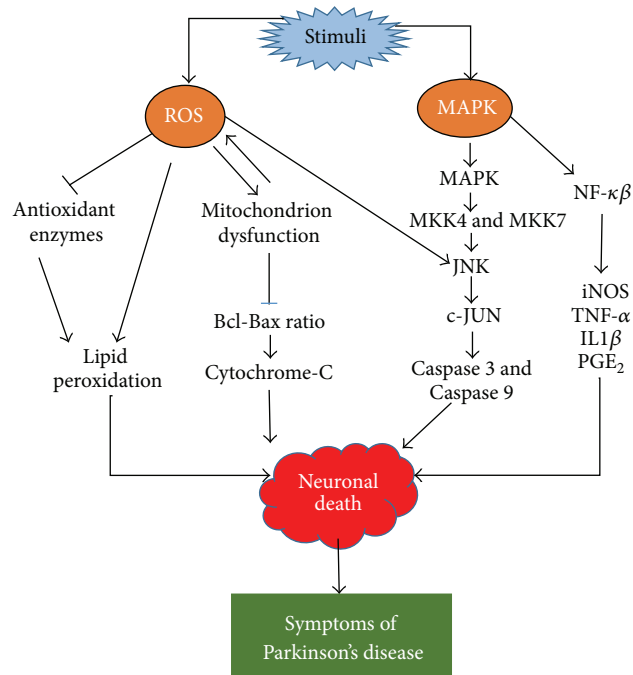 Stimuli
ROS
MAPK
Antioxidant
enzymes
Mitochondrion
dysfunction
MAPK
MKK4 and MKK7
JNK
c-JUN
Caspase 3 and
Caspase 9
NF-κβ
iNOS
TNF-α
IL1β
PGE₂
Bcl-Bax ratio
Cytochrome-C
Lipid
peroxidation
Neuronal
death
Symptoms of
Parkinson's disease